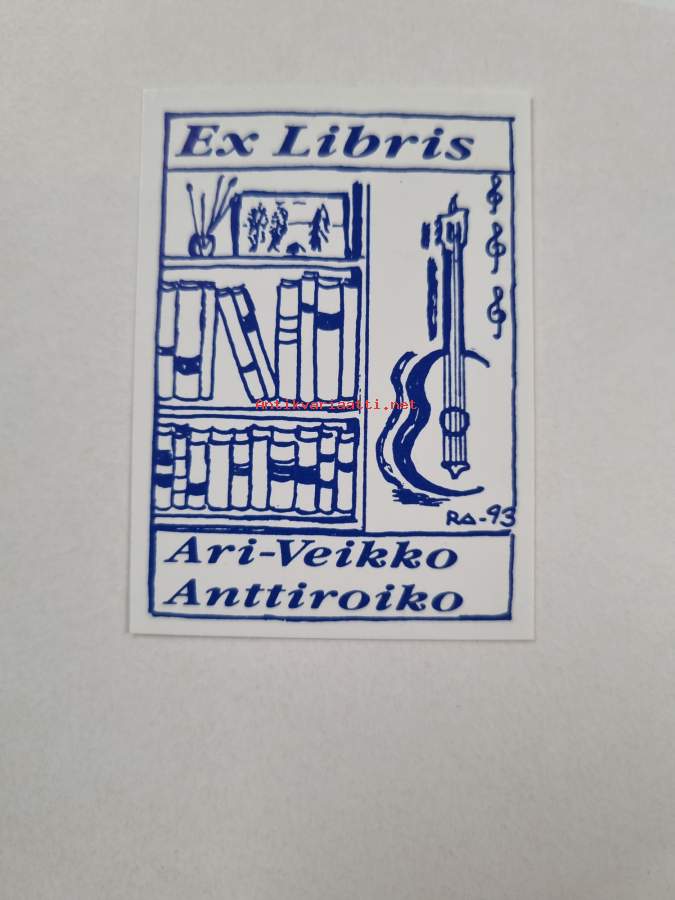 Ex Libris
Antikvariaatti.net
RA-93
Ari-Veikko
Anttiroiko